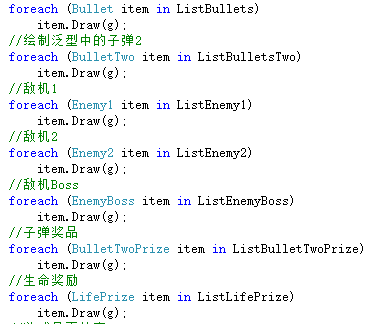 foreach (Bullet item in ListBullets)
    item.Draw(g);
//绘制泛型中的子弹2
foreach (BulletTwo item in ListBulletsTwo)
    item.Draw(g);
//敌机1
foreach (Enemy1 item in ListEnemy1)
    item.Draw(g);
//敌机2
foreach (Enemy2 item in ListEnemy2)
    item.Draw(g);
//敌机Boss
foreach (EnemyBoss item in ListEnemyBoss)
    item.Draw(g);
//子弹奖品
foreach (BulletTwoPrize item in ListBulletTwoPrize)
    item.Draw(g);
//生命奖励
foreach (LifePrize item in ListLifePrize)
    item.Draw(g);